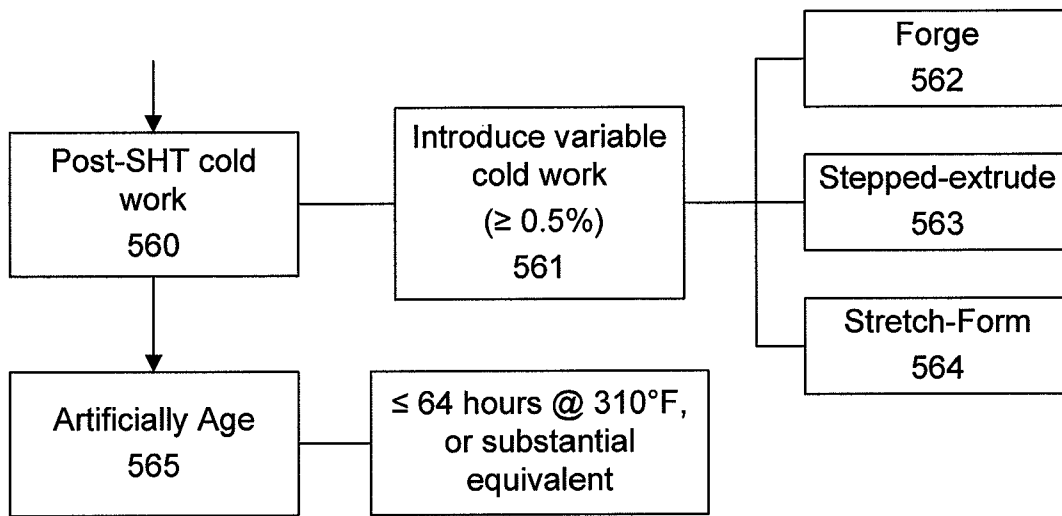 Forge
562
Post-SHT cold
work
560
Introduce variable
cold work
(≥ 0.5%)
561
Stepped-extrude
563
Stretch-Form
564
Artificially Age
565
≤ 64 hours @ 310°F,
or substantial
equivalent